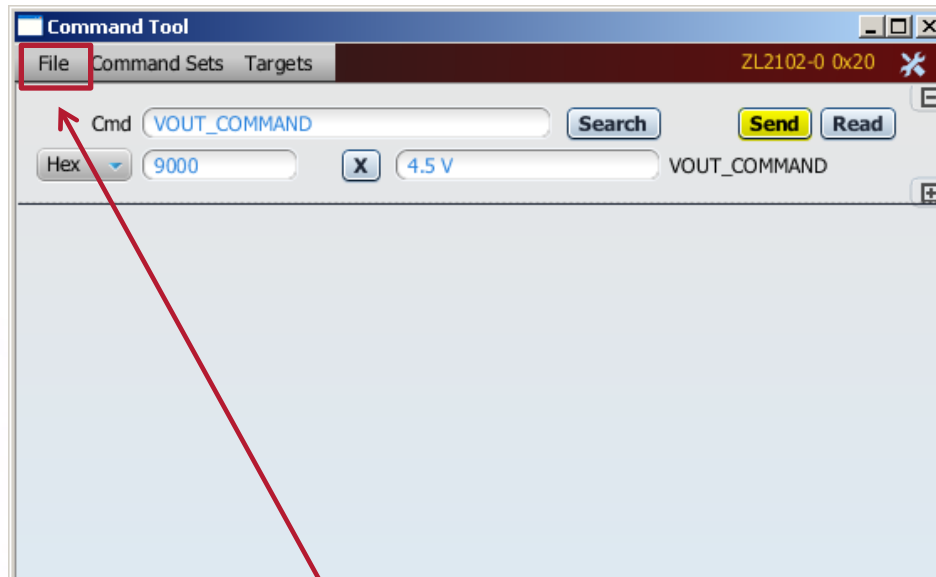 Command Tool
File Command Sets Targets ZL2102-0 0x20
Cmd VOUT_COMMAND Search Send Read
Hex 9000 X 4.5 V VOUT_COMMAND